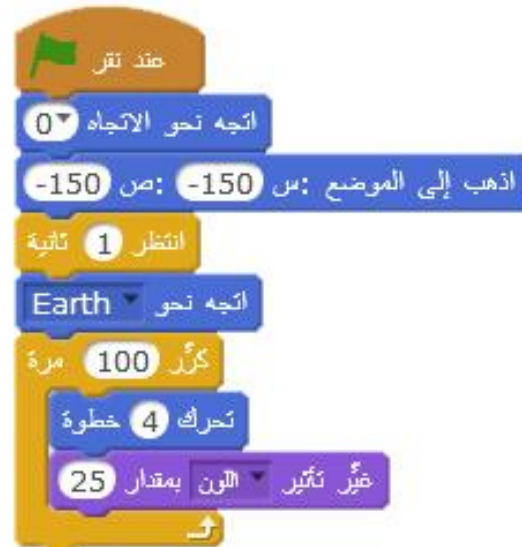 عند نقر
اتجه نحو الاتجاه 0
اذهب إلى الموضع :س -150 :ص -150
انتظر 1 ثانية
اتجه نحو Earth
كرِّر 100 مرة
تحرك 4 خطوة
غيِّر تأثير اللون بمقدار 25